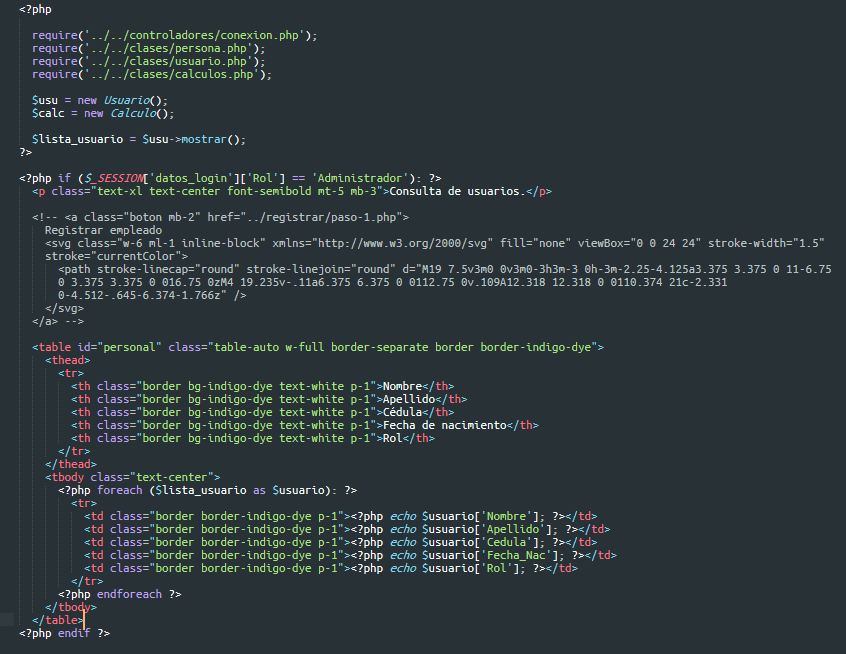 <?php
require('../../controladores/conexion.php');
require('../../clases/persona.php');
require('../../clases/usuario.php');
require('../../clases/calculos.php');
$usu = new Usuario();
$calc = new Calculo();
$lista_usuario = $usu->mostrar();
?>
<?php if ($_SESSION['datos_login']['Rol'] == 'Administrador'): ?>
<p class="text-xl text-center font-semibold mt-5 mb-3">Consulta de usuarios.</p>
<!-- <a class="boton mb-2" href="../registrar/paso-1.php">
Registrar empleado
<svg class="w-6 ml-1 inline-block" xmlns="http://www.w3.org/2000/svg" fill="none" viewBox="0 0 24 24" stroke-width="1.5"
stroke="currentColor">
<path stroke-linecap="round" stroke-linejoin="round" d="M19 7.5v3m0 0v3m0-3h3m-3 0h-3m-2.25-4.125a3.375 3.375 0 11-6.75
0 3.375 3.375 0 016.75 0zM4 19.235v-.11a6.375 6.375 0 0112.75 0v.109A12.318 12.318 0 0110.374 21c-2.331
0-4.512-.645-6.374-1.766z" />
</svg>
</a> -->
<table id="personal" class="table-auto w-full border-separate border border-indigo-dye">
<thead>
<tr>
<th class="border bg-indigo-dye text-white p-1">Nombre</th>
<th class="border bg-indigo-dye text-white p-1">Apellido</th>
<th class="border bg-indigo-dye text-white p-1">Cédula</th>
<th class="border bg-indigo-dye text-white p-1">Fecha de nacimiento</th>
<th class="border bg-indigo-dye text-white p-1">Rol</th>
</tr>
</thead>
<tbody class="text-center">
<?php foreach ($lista_usuario as $usuario): ?>
<tr>
<td class="border border-indigo-dye p-1"><?php echo $usuario['Nombre']; ?></td>
<td class="border border-indigo-dye p-1"><?php echo $usuario['Apellido']; ?></td>
<td class="border border-indigo-dye p-1"><?php echo $usuario['Cedula']; ?></td>
<td class="border border-indigo-dye p-1"><?php echo $usuario['Fecha_Nac']; ?></td>
<td class="border border-indigo-dye p-1"><?php echo $usuario['Rol']; ?></td>
</tr>
<?php endforeach ?>
</tbody>
</table>
<?php endif ?>